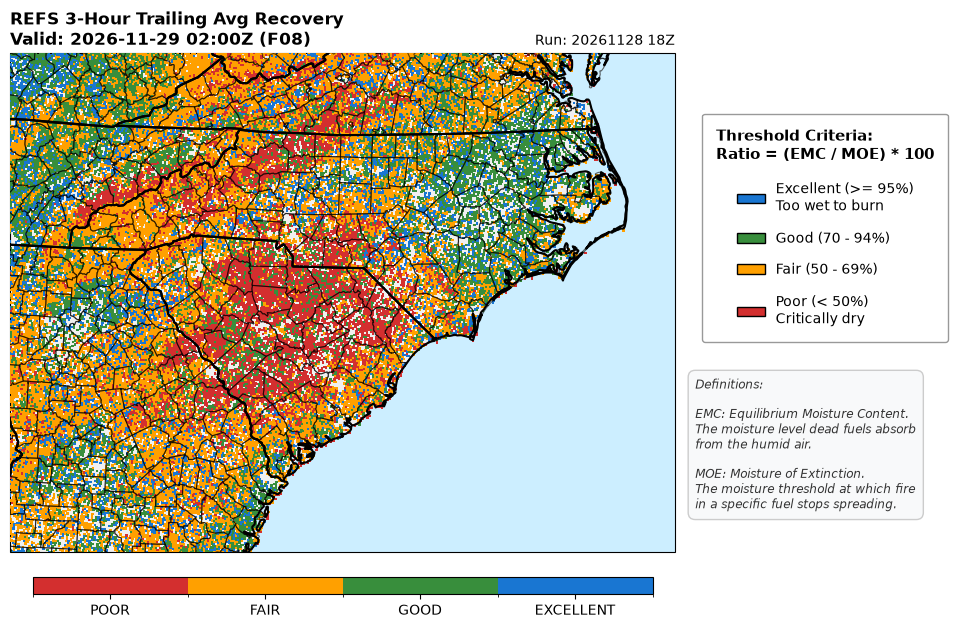 REFS 3-Hour Trailing Avg Recovery
Valid: 2026-11-29 02:00Z (F08)
Run: 20261128 18Z
Threshold Criteria:
Ratio = (EMC / MOE) * 100
Excellent (>= 95%)
Too wet to burn
Good (70 - 94%)
Fair (50 - 69%)
Poor (< 50%)
Critically dry
Definitions:
EMC: Equilibrium Moisture Content.
The moisture level dead fuels absorb
from the humid air.
MOE: Moisture of Extinction.
The moisture threshold at which fire
in a specific fuel stops spreading.
POOR
FAIR
GOOD
EXCELLENT